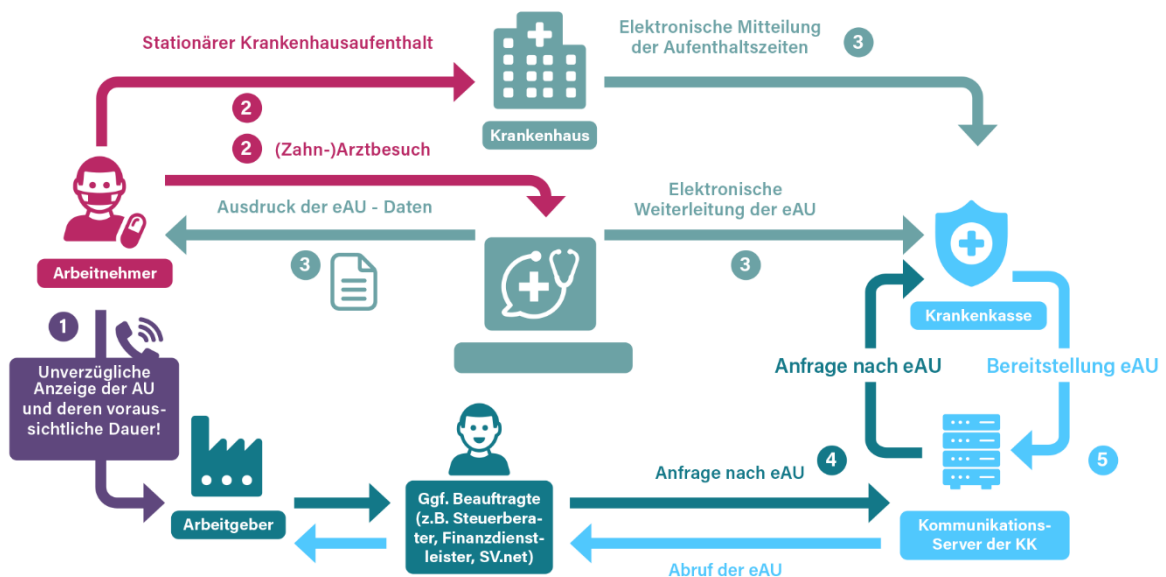 Stationärer Krankenhausaufenthalt
2
Krankenhaus
Elektronische Mitteilung
der Aufenthaltszeiten
3
2
(Zahn-)Arztbesuch
Arbeitnehmer
Ausdruck der eAU - Daten
3
Elektronische
Weiterleitung der eAU
3
Krankenkasse
1
Unverzügliche
Anzeige der AU
und deren voraus-
sichtliche Dauer!
Arbeitgeber
Ggf. Beauftragte
(z.B. Steuerbera-
ter, Finanzdienst-
leister, SV.net)
Anfrage nach eAU
4
Anfrage nach eAU
Bereitstellung eAU
5
Kommunikations-
Server der KK
Abruf der eAU